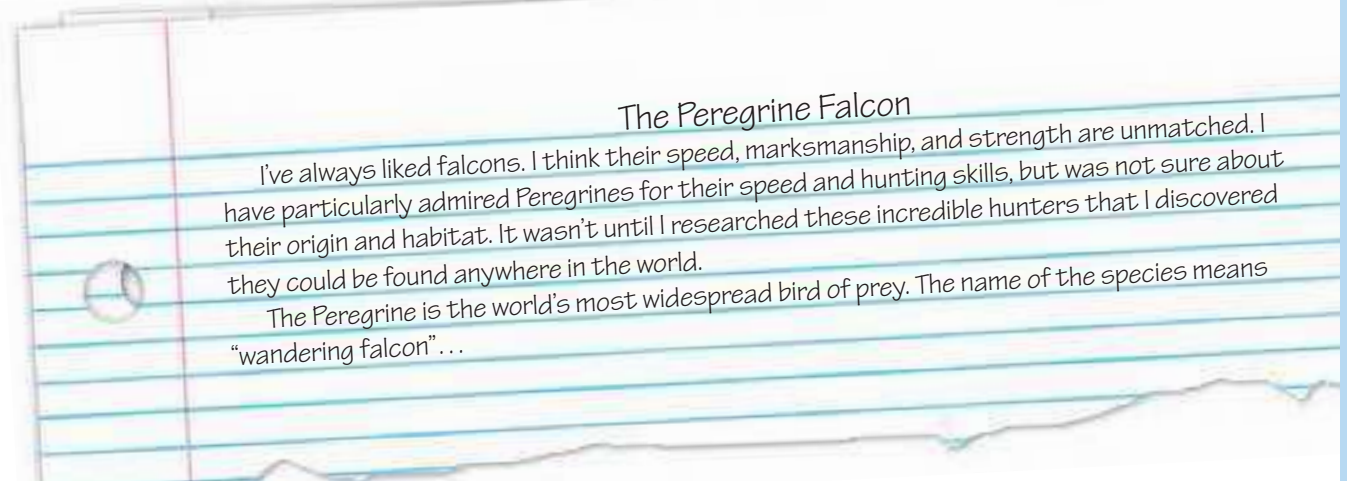 The Peregrine Falcon
I've always liked falcons. I think their speed, marksmanship, and strength are unmatched. I
have particularly admired Peregrines for their speed and hunting skills, but was not sure about
their origin and habitat. It wasn't until I researched these incredible hunters that I discovered
they could be found anywhere in the world.
The Peregrine is the world's most widespread bird of prey. The name of the species means
“wandering falcon”...